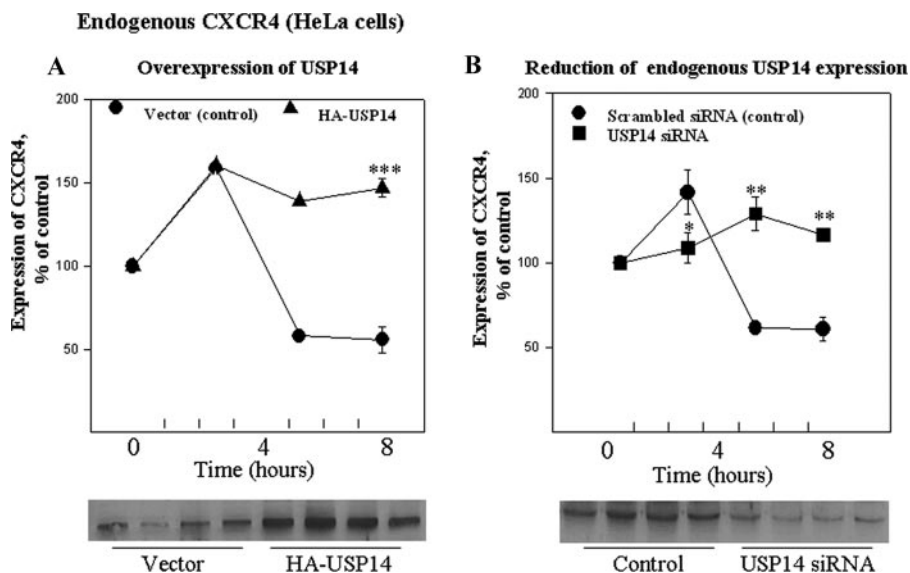 Endogenous CXCR4 (HeLa cells)
A
Overexpression of USP14
Vector (control)
HA-USP14
Expression of CXCR4,
% of control
200
150
100
50
***
0
4
8
Time (hours)
Vector
HA-USP14
B
Reduction of endogenous USP14 expression
Scrambled siRNA (control)
USP14 siRNA
Expression of CXCR4,
% of control
200
150
100
50
*
**
**
0
4
8
Time (hours)
Control
USP14 siRNA